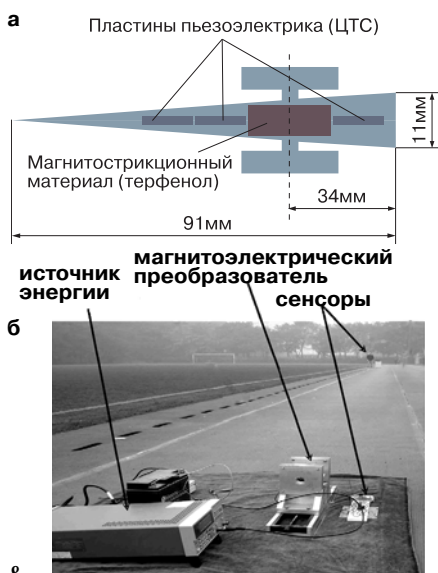 а
Пластины пьезоэлектрика (ЦТС)
11мм
Магнитострикционный
материал (терфенол)
34мм
91мм
магнитоэлектрический
преобразователь
источник
энергии
сенсоры
б